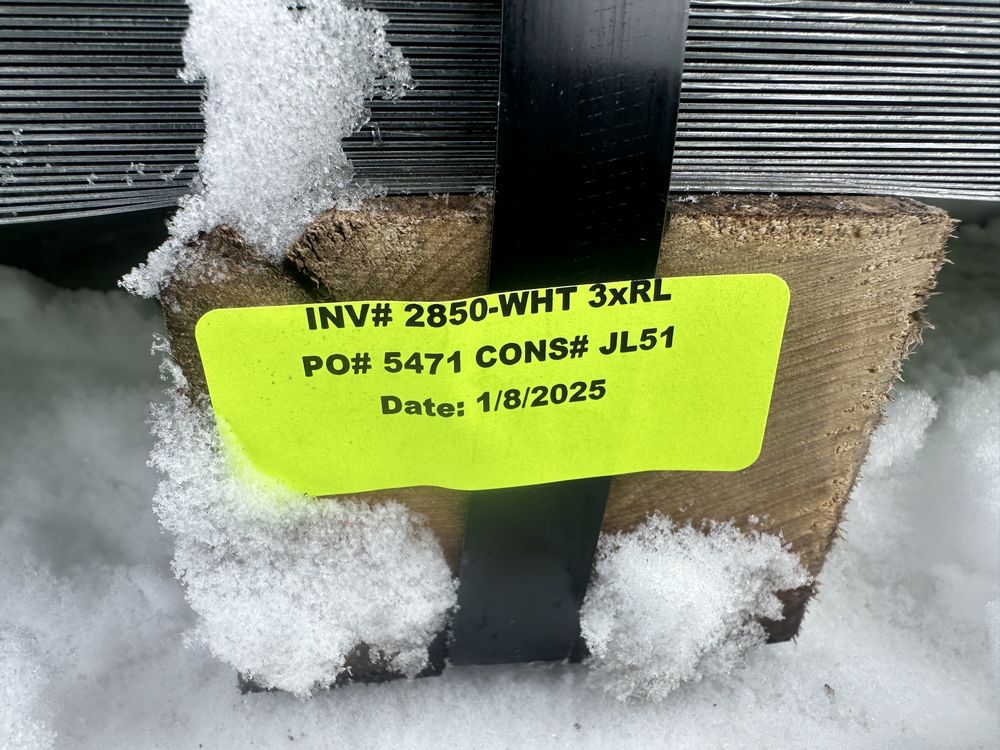 INV# 2850-WHT 3xRL
PO# 5471 CONS# JL51
Date: 1/8/2025